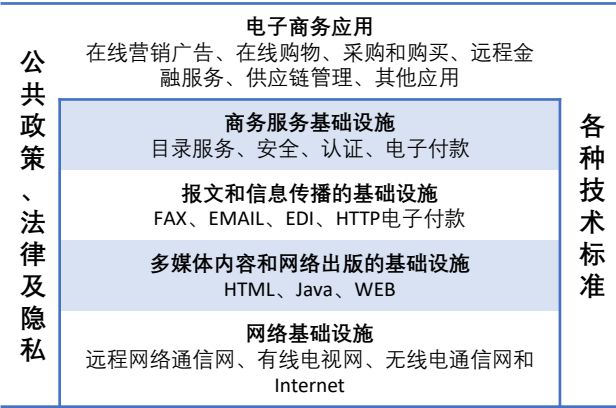 公共政策、法律及隐私
电子商务应用
在线营销广告、在线购物、采购和购买、远程金
融服务、供应链管理、其他应用
商务服务基础设施
目录服务、安全、认证、电子付款
报文和信息传播的基础设施
FAX、EMAIL、EDI、HTTP电子付款
多媒体内容和网络出版的基础设施
HTML、Java、WEB
网络基础设施
远程网络通信网、有线电视网、无线电通信网和
Internet
各种技术标准